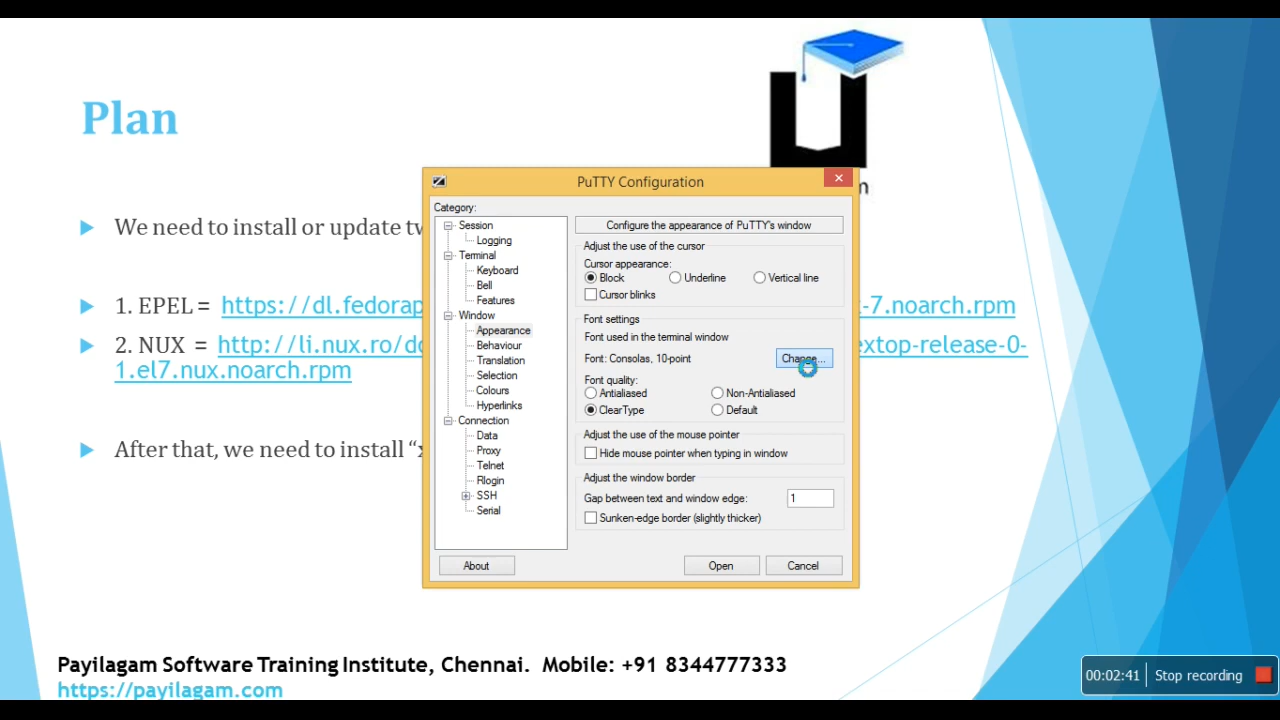 Plan
We need to install or update tw
1. EPEL = https://dl.fedorap
-7.noarch.rpm
2. NUX = http://li.nux.ro/do
extop-release-0-
1.el7.nux.noarch.rpm
After that, we need to install “x
PuTTY Configuration
Category:
Session
Logging
Terminal
Keyboard
Bell
Features
Window
Appearance
Behaviour
Translation
Selection
Colours
Hyperlinks
Connection
Data
Proxy
Telnet
Rlogin
SSH
Serial
Configure the appearance of PuTTY's window
Adjust the use of the cursor
Cursor appearance:
Block Underline Vertical line
Cursor blinks
Font settings
Font used in the terminal window
Font: Consolas, 10-point Change...
Font quality:
Antialiased Non-Antialiased
ClearType Default
Adjust the use of the mouse pointer
Hide mouse pointer when typing in window
Adjust the window border
Gap between text and window edge: 1
Sunken-edge border (slightly thicker)
About Open Cancel
Payilagam Software Training Institute, Chennai. Mobile: +91 8344777333
https://payilagam.com
00:02:41 Stop recording